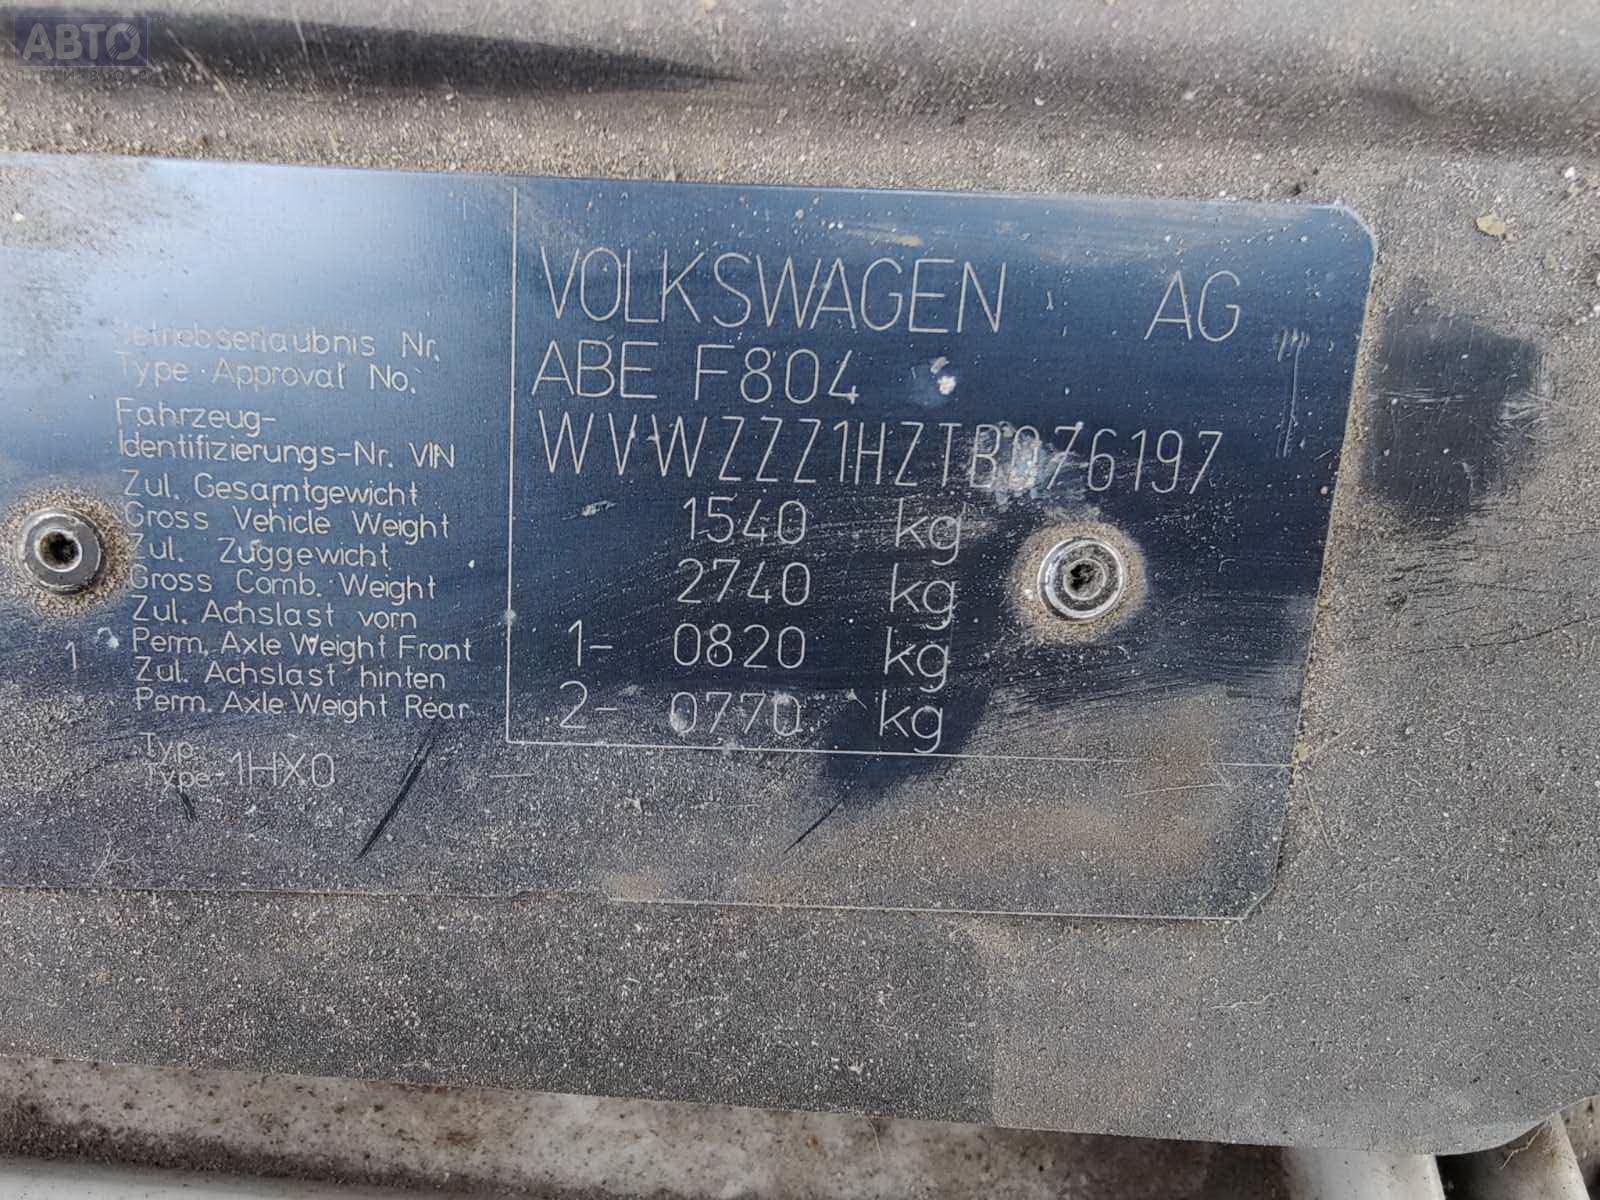 АВТО
VOLKSWAGEN AG
Betriebserlaubnis Nr.
Type Approval No.
ABE F804
Fahrzeug-
Identifizierungs-Nr. VIN
WVWZZZ1HZTB076197
Zul. Gesamtgewicht
Gross Vehicle Weight
1540 kg
Zul. Zuggewicht
Gross Comb. Weight
2740 kg
Zul. Achslast vorn
1 Perm. Axle Weight Front
1- 0820 kg
Zul. Achslast hinten
Perm. Axle Weight Rear
2- 0770 kg
Typ
Type-1HX0